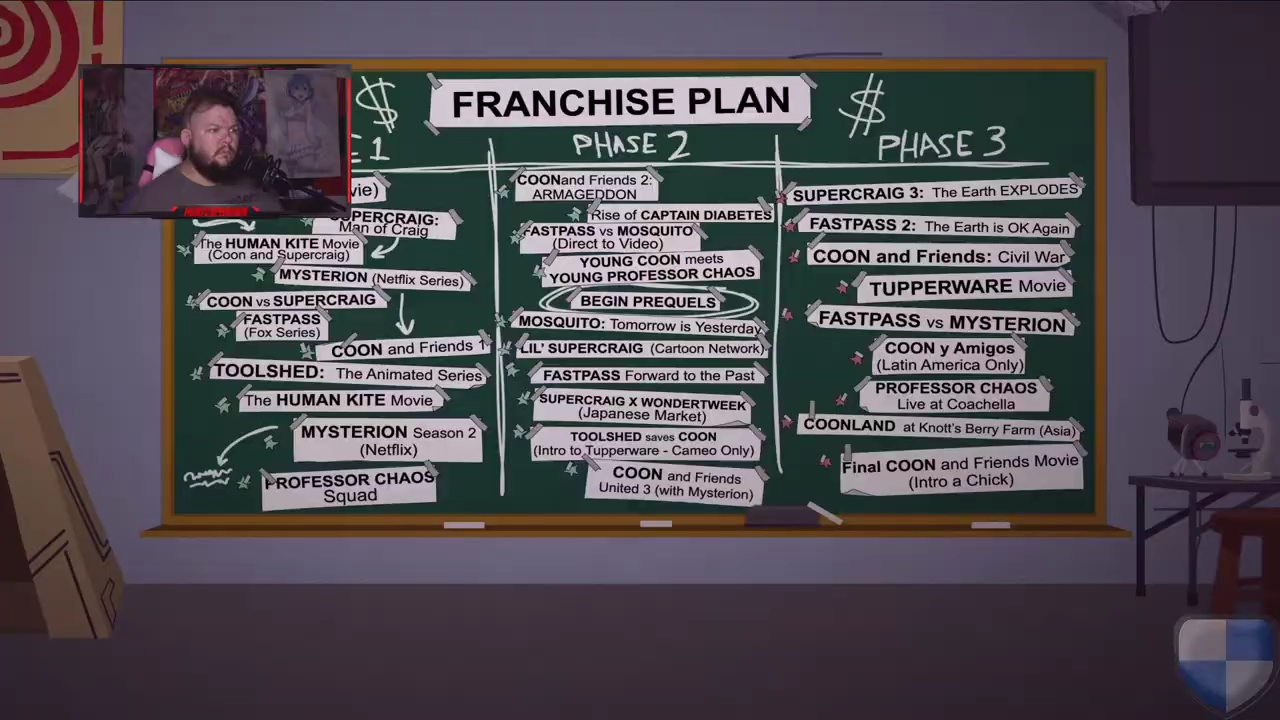 $ FRANCHISE PLAN $
E 1
vie)
SUPERCRAIG:
Man of Craig
The HUMAN KITE Movie
(Coon and Supercraig)
MYSTERION (Netflix Series)
COON vs SUPERCRAIG
FASTPASS
(Fox Series)
COON and Friends 1
TOOLSHED: The Animated Series
The HUMAN KITE Movie
MYSTERION Season 2
(Netflix)
PROFESSOR CHAOS
Squad
PHASE 2
COON and Friends 2:
ARMAGEDDON
Rise of CAPTAIN DIABETES
FASTPASS vs MOSQUITO
(Direct to Video)
YOUNG COON meets
YOUNG PROFESSOR CHAOS
BEGIN PREQUELS
MOSQUITO: Tomorrow is Yesterday
LIL' SUPERCRAIG (Cartoon Network)
FASTPASS Forward to the Past
SUPERCRAIG X WONDERTWEEK
(Japanese Market)
TOOLSHED saves COON
(Intro to Tupperware - Cameo Only)
COON and Friends
United 3 (with Mysterion)
PHASE 3
SUPERCRAIG 3: The Earth EXPLODES
FASTPASS 2: The Earth is OK Again
COON and Friends: Civil War
TUPPERWARE Movie
FASTPASS vs MYSTERION
COON y Amigos
(Latin America Only)
PROFESSOR CHAOS
Live at Coachella
COONLAND at Knott's Berry Farm (Asia)
Final COON and Friends Movie
(Intro a Chick)